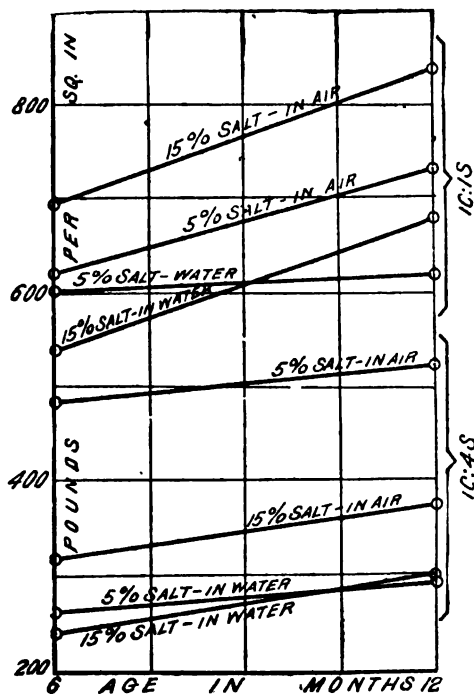 POUNDS PER SQ. IN
800
600
400
200
15% SALT-IN AIR
5% SALT-IN AIR
5% SALT-WATER
15% SALT-IN WATER
1C:1S
5% SALT-IN AIR
15% SALT-IN AIR
5% SALT-IN WATER
15% SALT-IN WATER
1C:4S
6 AGE IN MONTHS 12